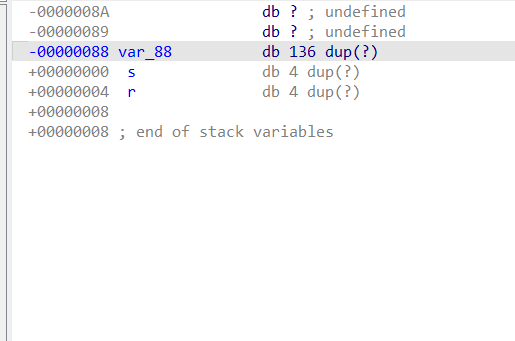 -0000008A db ? ; undefined
-00000089 db ? ; undefined
-00000088 var_88 db 136 dup(?)
+00000000 s db 4 dup(?)
+00000004 r db 4 dup(?)
+00000008
+00000008 ; end of stack variables